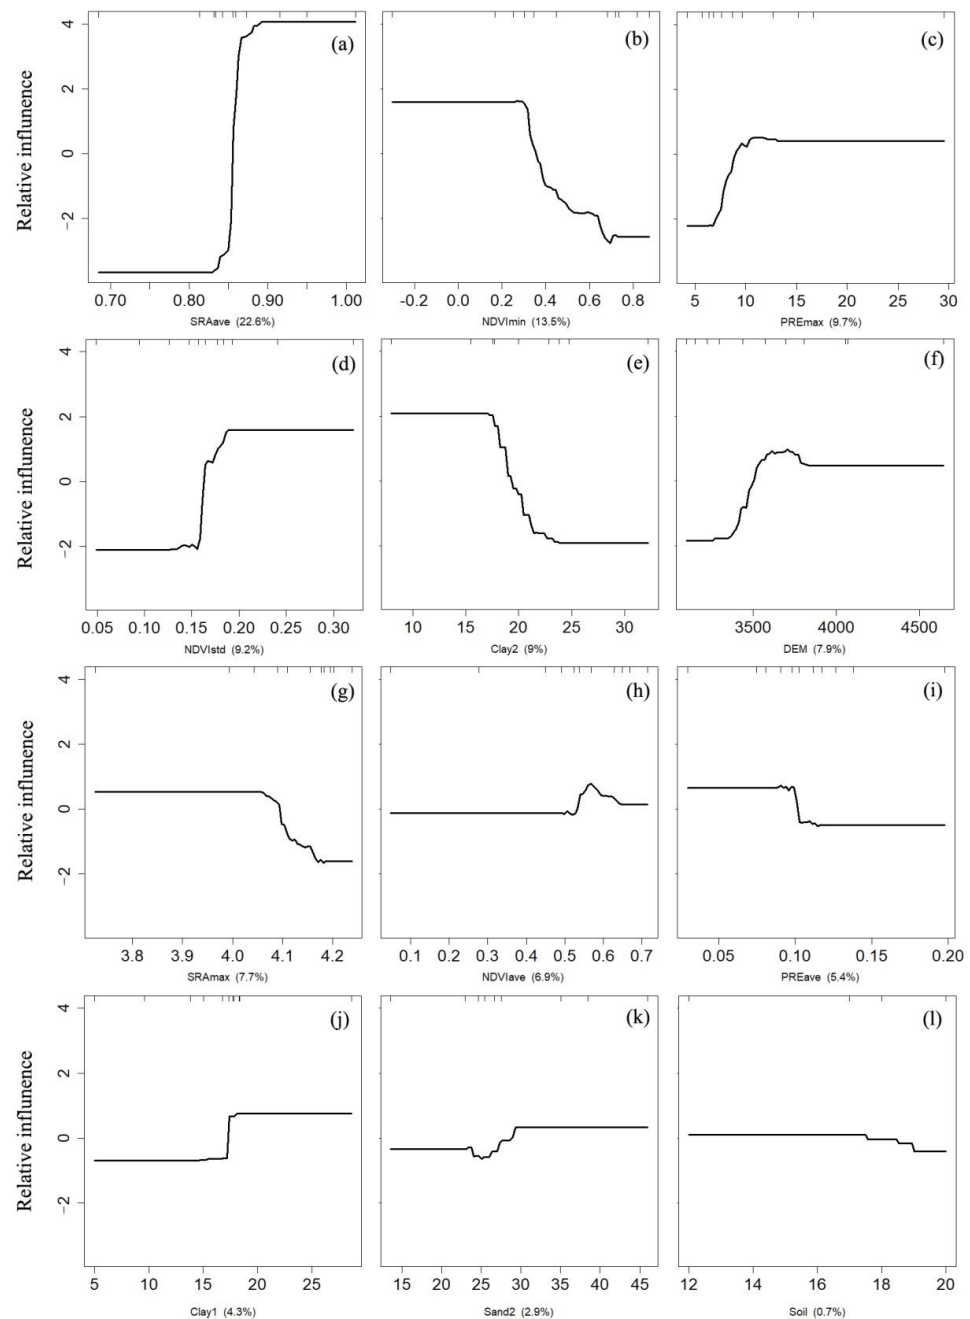 Relative influnence
4
2
0
−2
(a)
0.70 0.80 0.90 1.00
SRAave (22.6%)
(b)
-0.2 0.0 0.2 0.4 0.6 0.8
NDVImin (13.5%)
(c)
5 10 15 20 25 30
PREmax (9.7%)
Relative influnence
4
2
0
−2
(d)
0.05 0.10 0.15 0.20 0.25 0.30
NDVIstd (9.2%)
(e)
10 15 20 25 30
Clay2 (9%)
(f)
3500 4000 4500
DEM (7.9%)
Relative influnence
4
2
0
−2
(g)
3.8 3.9 4.0 4.1 4.2
SRAmax (7.7%)
(h)
0.1 0.2 0.3 0.4 0.5 0.6 0.7
NDVIave (6.9%)
(i)
0.05 0.10 0.15 0.20
PREave (5.4%)
Relative influnence
4
2
0
−2
(j)
5 10 15 20 25
Clay1 (4.3%)
(k)
15 20 25 30 35 40 45
Sand2 (2.9%)
(l)
12 14 16 18 20
Soil (0.7%)